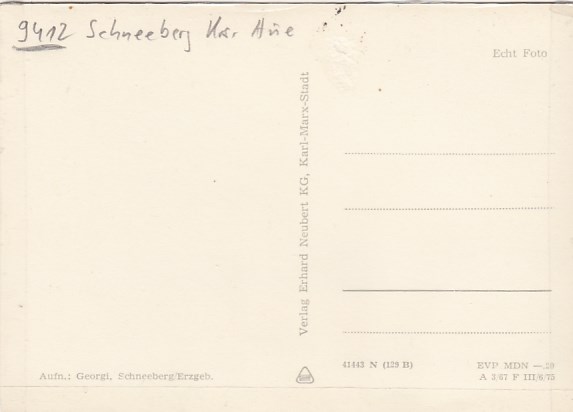 9412 Schneeberg Kr Aue
Echt Foto
Verlag Erhard Neubert KG, Karl-Marx-Stadt
41443 N (129 B)
EVP MDN —.20
A 3/67 F III/6/75
Aufn.: Georgi, Schneeberg/Erzgeb.